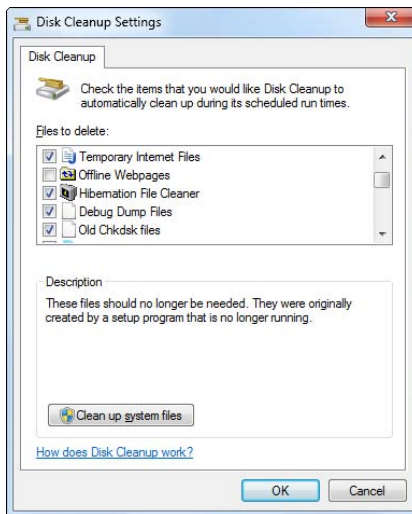 Disk Cleanup Settings
Disk Cleanup
Check the items that you would like Disk Cleanup to
automatically clean up during its scheduled run times.
Files to delete:
Temporary Internet Files
Offline Webpages
Hibernation File Cleaner
Debug Dump Files
Old Chkdsk files
Description
These files should no longer be needed. They were originally
created by a setup program that is no longer running.
Clean up system files
How does Disk Cleanup work?
OK
Cancel